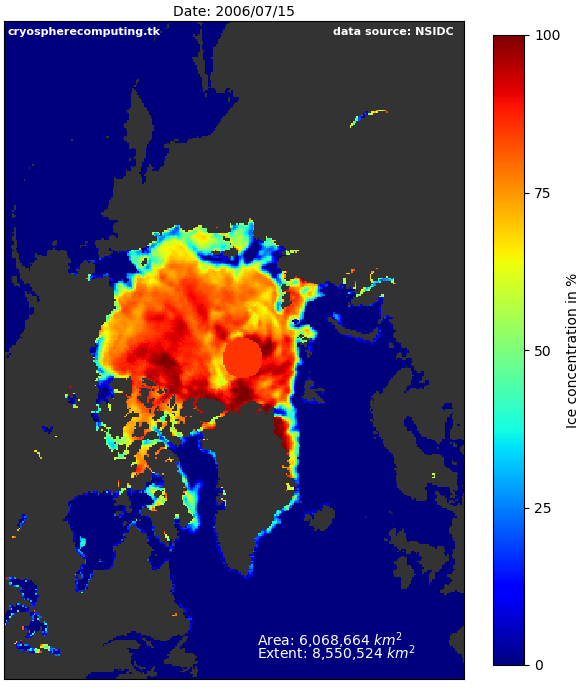 Date: 2006/07/15
cryospherecomputing.tk
data source: NSIDC
100
75
50
25
0
Ice concentration in %
Area: 6,068,664 km²
Extent: 8,550,524 km²